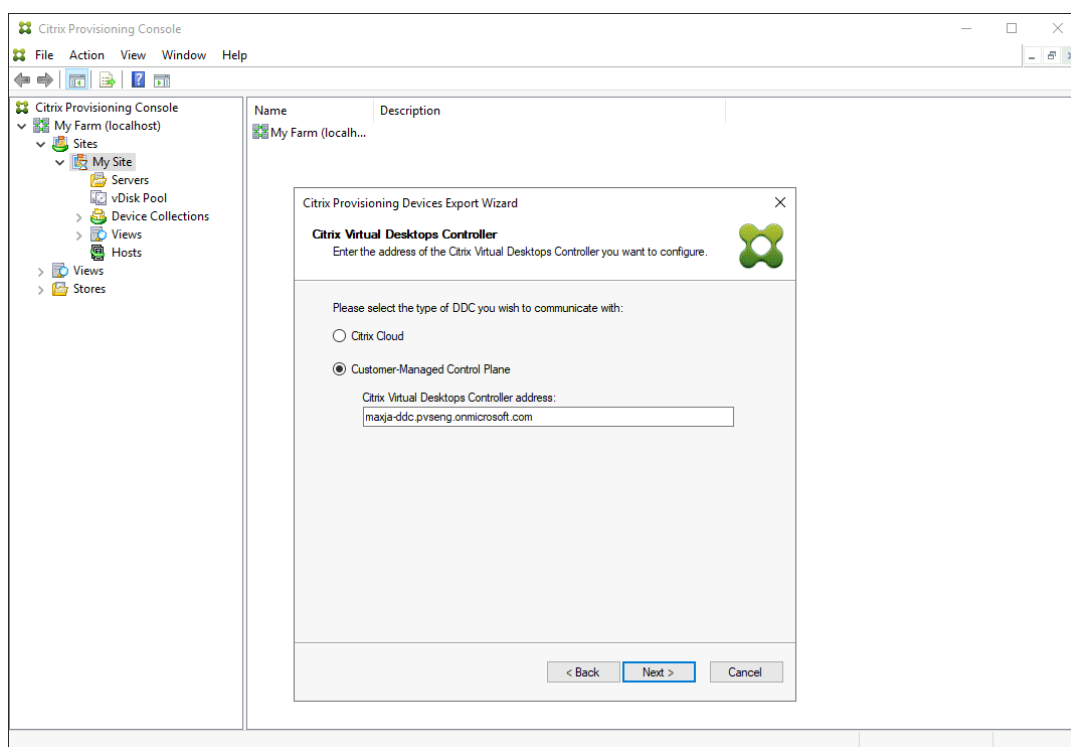 Citrix Provisioning Console
File Action View Window Help
Citrix Provisioning Console
My Farm (localhost)
Sites
My Site
Servers
vDisk Pool
Device Collections
Views
Hosts
Views
Stores
Name Description
My Farm (localh...
Citrix Provisioning Devices Export Wizard
Citrix Virtual Desktops Controller
Enter the address of the Citrix Virtual Desktops Controller you want to configure.
Please select the type of DDC you wish to communicate with:
Citrix Cloud
Customer-Managed Control Plane
Citrix Virtual Desktops Controller address:
maxja-ddc.pvseng.onmicrosoft.com
< Back Next > Cancel